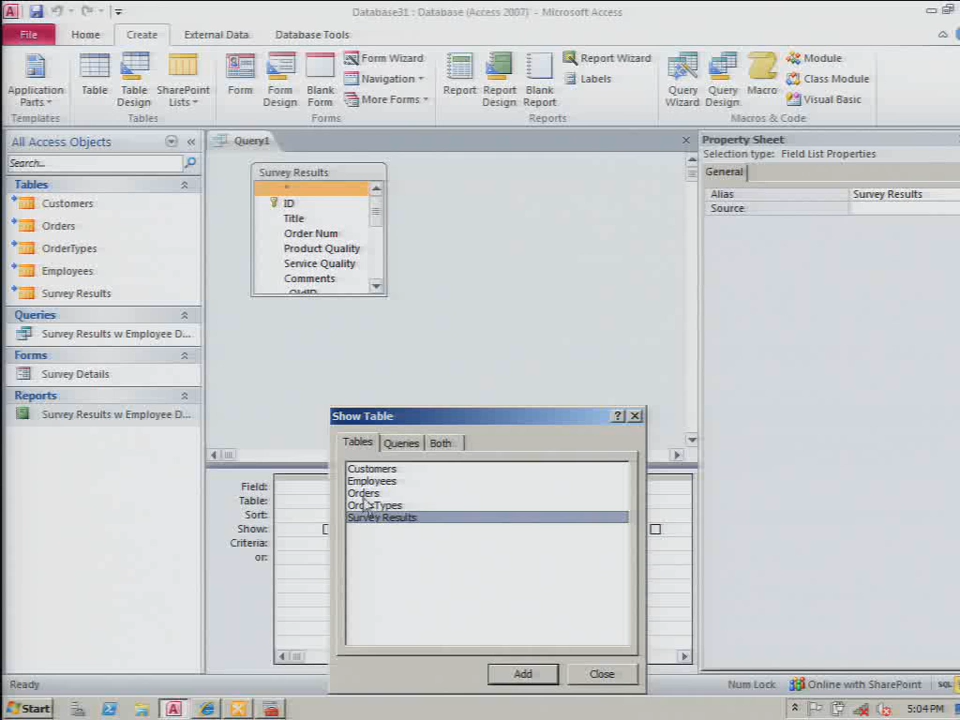 Database31 : Database (Access 2007) - Microsoft Access
File Home Create External Data Database Tools
Application Parts
Table
Table Design
SharePoint Lists
Form
Form Design
Blank Form
Form Wizard
Navigation
More Forms
Report
Report Design
Blank Report
Report Wizard
Labels
Query Wizard
Query Design
Macro
Module
Class Module
Visual Basic
Templates Tables Forms Reports Macros & Code
All Access Objects
Search...
Tables
Customers
Orders
OrderTypes
Employees
Survey Results
Queries
Survey Results w Employee D...
Forms
Survey Details
Reports
Survey Results w Employee D...
Query1
Survey Results
*
ID
Title
Order Num
Product Quality
Service Quality
Comments
OldID
Field:
Table:
Sort:
Show:
Criteria:
or:
Show Table
Tables Queries Both
Customers
Employees
Orders
OrderTypes
Survey Results
Add Close
Property Sheet
Selection type: Field List Properties
General
Alias Survey Results
Source
Ready Num Lock Online with SharePoint SQL
Start 5:04 PM